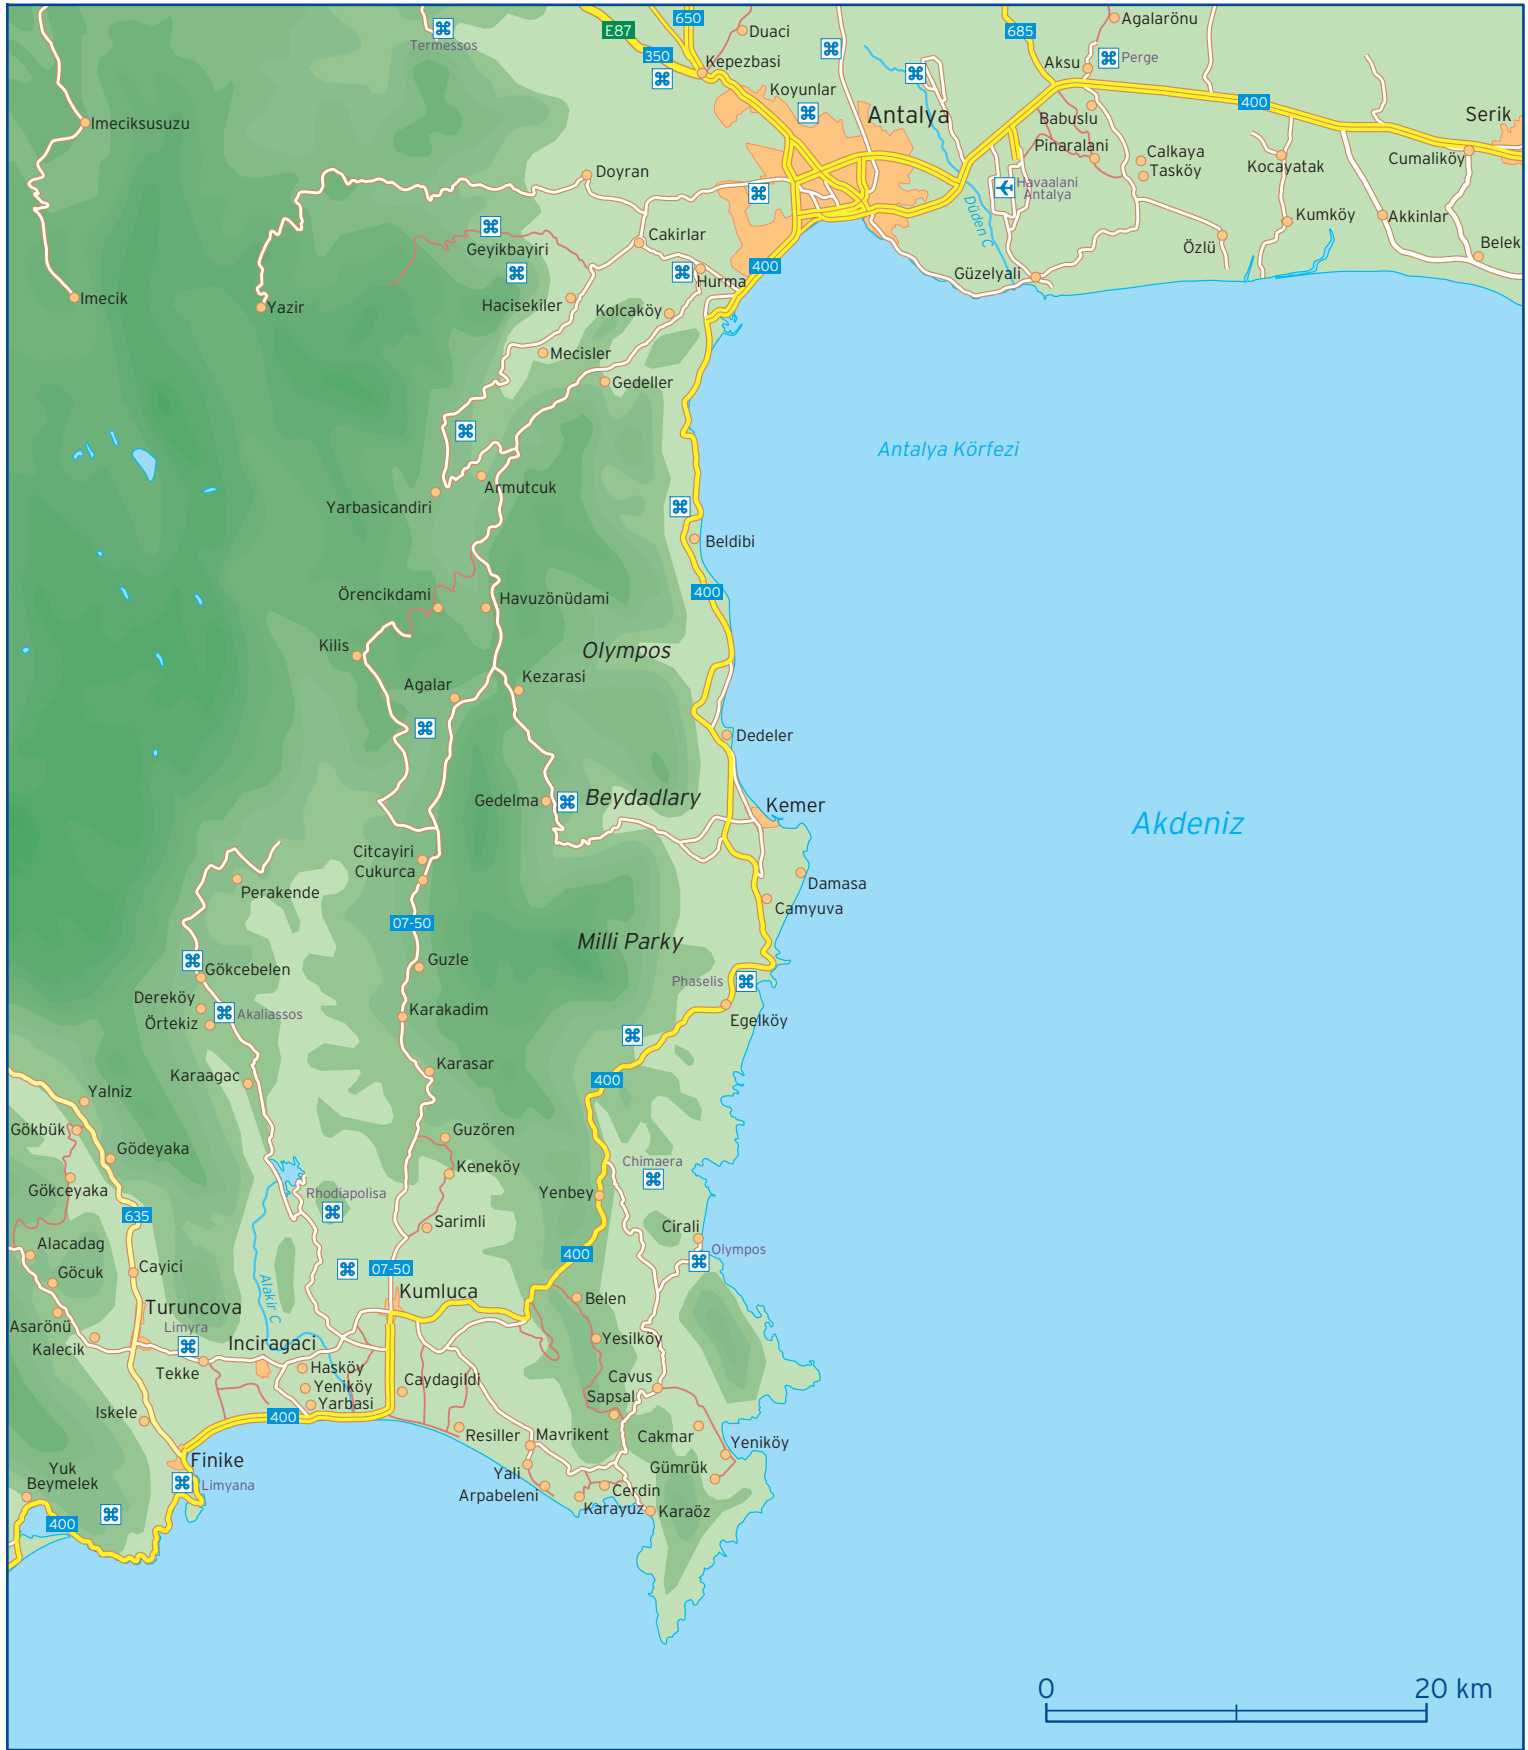 Termessos
E87
650
350
Duaci
Kepezbasi
Koyunlar
685
Agalarönu
Aksu
Perge
Antalya
400
Serik
Imeciksusuzu
Babuslu
Pinaralani
Calkaya
Tasköy
Kocayatak
Cumaliköy
Doyran
Havaalani
Antalya
Düden C
Kumköy
Akkinlar
Geyikbayiri
Cakirlar
Özlü
Belek
Imecik
Yazir
Hacisekiler
Kolcaköy
Hurma
400
Güzelyali
Mecisler
Gedeller
Antalya Körfezi
Yarbasicandiri
Armutcuk
Beldibi
400
Örencikdami
Havuzönüdami
Kilis
Olympos
Agalar
Kezarasi
Dedeler
Gedelma
Beydadlary
Kemer
Akdeniz
Citcayiri
Cukurca
Perakende
Damasa
Camyuva
07-50
Milli Parky
Gökcebelen
Guzle
Phaselis
Dereköy
Örtekiz
Akaliassos
Karakadim
Egelköy
Karaagac
Karasar
400
Yalniz
Gökbük
Gödeyaka
Guzören
Keneköy
Chimaera
Gökceyaka
Rhodiapolisa
Yenbey
635
Sarimli
Cirali
Alacadag
Göcuk
Cayici
07-50
400
Olympos
Alakir C
Turuncova
Kumluca
Belen
Asarönü
Kalecik
Limyra
Inciragaci
Yesilköy
Tekke
Hasköy
Yeniköy
Yarbasi
Caydagildi
Cavus
Sapsal
Iskele
400
Resiller
Mavrikent
Cakmar
Yeniköy
Finike
Gümrük
Yuk
Beymelek
Limyana
Yali
Arpabeleni
Cerdin
Karayuz
Karaöz
400
0
20 km